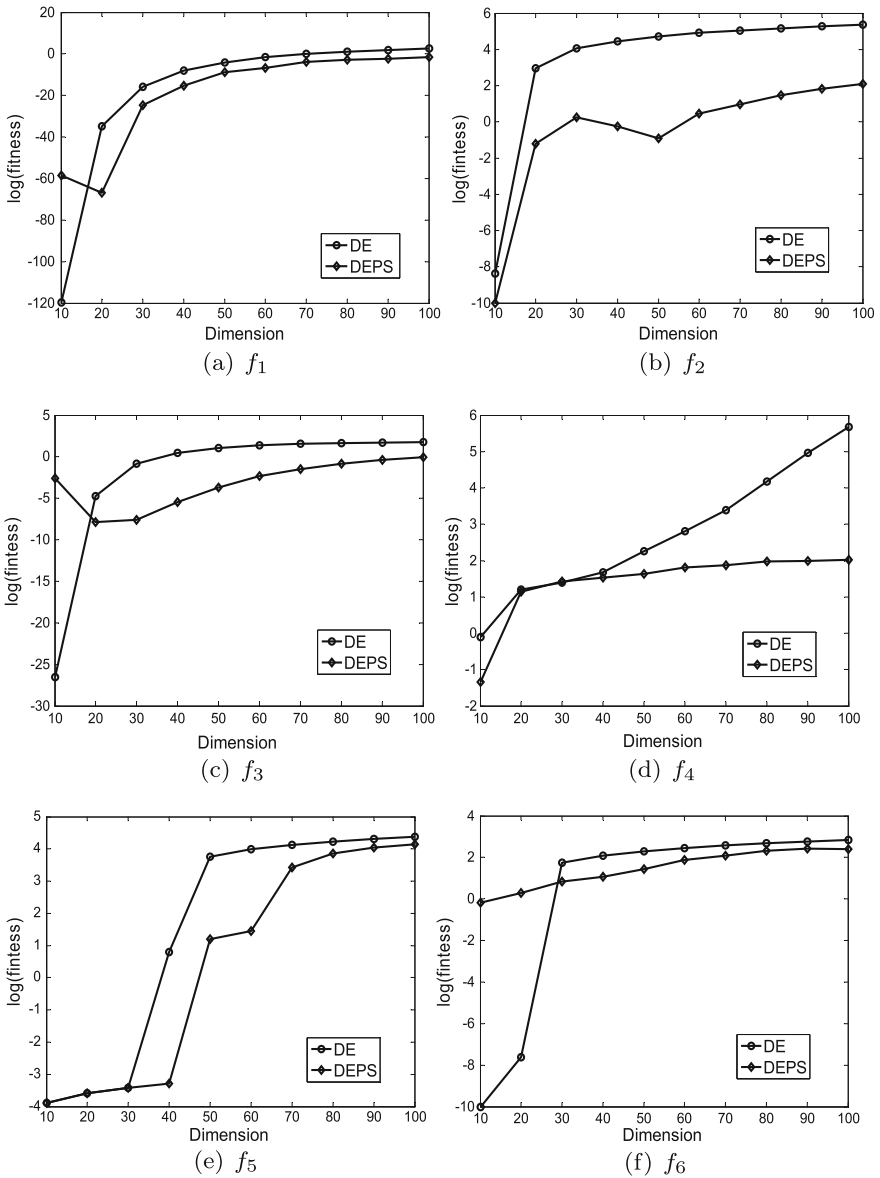 20
0
-20
-40
-60
-80
-100
-120
log(fitness)
DE
DEPS
10 20 30 40 50 60 70 80 90 100
Dimension
(a) f1
6
4
2
0
-2
-4
-6
-8
-10
log(fintess)
DE
DEPS
10 20 30 40 50 60 70 80 90 100
Dimension
(b) f2
5
0
-5
-10
-15
-20
-25
-30
log(fintess)
DE
DEPS
10 20 30 40 50 60 70 80 90 100
Dimension
(c) f3
6
5
4
3
2
1
0
-1
-2
log(fintess)
DE
DEPS
10 20 30 40 50 60 70 80 90 100
Dimension
(d) f4
5
4
3
2
1
0
-1
-2
-3
-4
log(fintess)
DE
DEPS
10 20 30 40 50 60 70 80 90 100
Dimension
(e) f5
4
2
0
-2
-4
-6
-8
-10
log(fintess)
DE
DEPS
10 20 30 40 50 60 70 80 90 100
Dimension
(f) f6